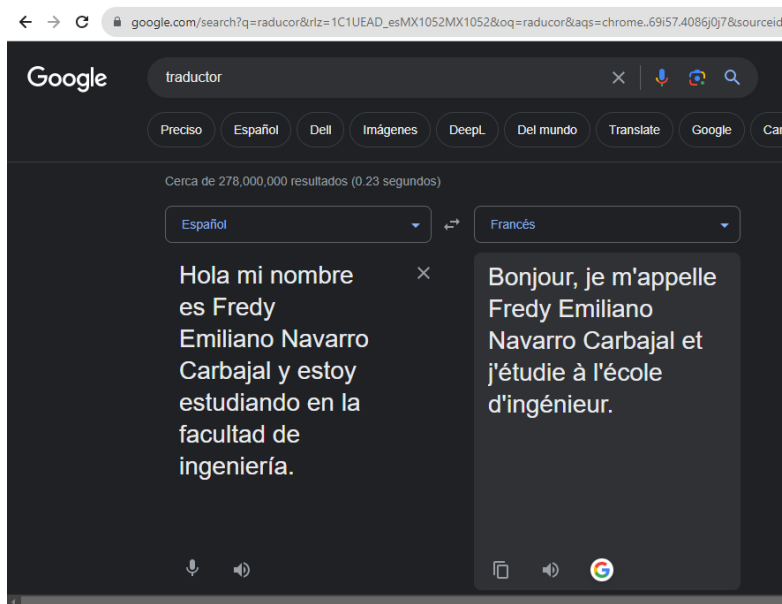 google.com/search?q=raducor&rlz=1C1UEAD_esMX1052MX1052&oq=raducor&aqs=chrome..69i57.4086j0j7&sourceid
Google
traductor
Preciso Español Dell Imágenes DeepL Del mundo Translate Google Car
Cerca de 278,000,000 resultados (0.23 segundos)
Español
Francés
Hola mi nombre
es Fredy
Emiliano Navarro
Carbajal y estoy
estudiando en la
facultad de
ingeniería.
Bonjour, je m'appelle
Fredy Emiliano
Navarro Carbajal et
j'étudie à l'école
d'ingénieur.